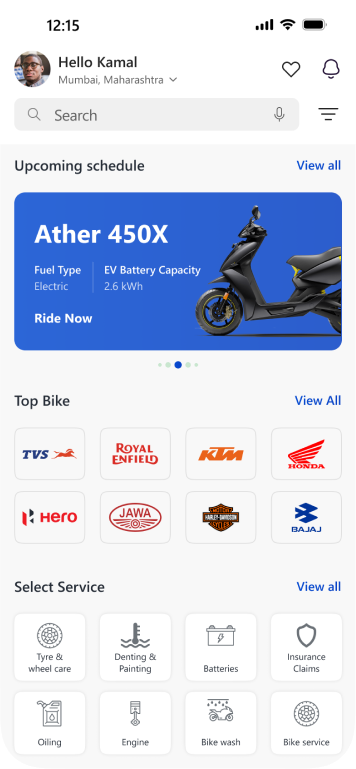 12:15
Hello Kamal
Mumbai, Maharashtra
Search
Upcoming schedule View all
Ather 450X
Fuel Type EV Battery Capacity
Electric 2.6 kWh
Ride Now
Top Bike View All
TVS ROYAL ENFIELD KTM HONDA
Hero JAWA MOTOR HARLEY-DAVIDSON CYCLES BAJAJ
Select Service View all
Tyre & Denting & Batteries Insurance
wheel care Painting Claims
Oiling Engine Bike wash Bike service